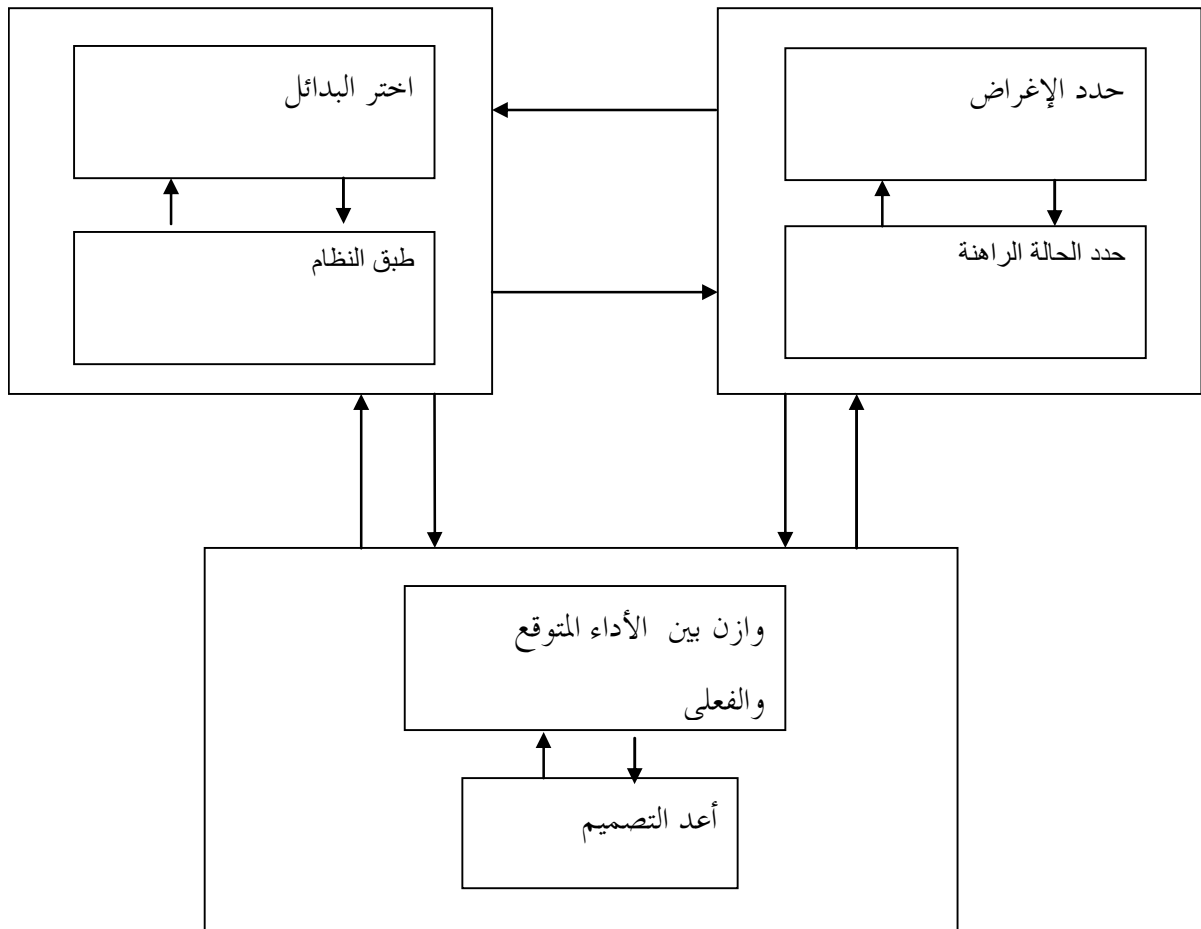 حدد الإغراض
حدد الحالة الراهنة
اختر البدائل
طبق النظام
وازن بين الأداء المتوقع
والفعلى
أعد التصميم